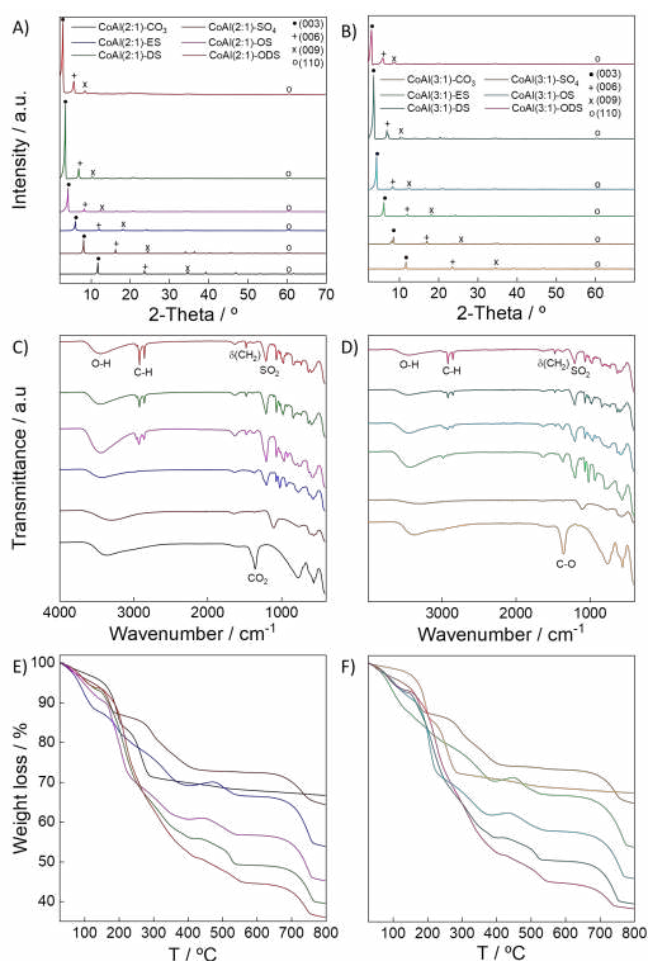 A)
CoAl(2:1)-CO₃
CoAl(2:1)-SO₄
CoAl(2:1)-ES
CoAl(2:1)-OS
CoAl(2:1)-DS
CoAl(2:1)-ODS
• (003)
+ (006)
x (009)
o (110)
Intensity / a.u.
10 20 30 40 50 60 70
2-Theta / °
B)
CoAl(3:1)-CO₃
CoAl(3:1)-SO₄
CoAl(3:1)-ES
CoAl(3:1)-OS
CoAl(3:1)-DS
CoAl(3:1)-ODS
• (003)
+ (006)
x (009)
o (110)
10 20 30 40 50 60
2-Theta / °
C)
O-H
C-H
δ(CH₂)
SO₂
CO₂
Transmittance / a.u
4000 3000 2000 1000
Wavenumber / cm⁻¹
D)
O-H
C-H
δ(CH₂)
SO₂
C-O
3000 2000 1000
Wavenumber / cm⁻¹
E)
Weight loss / %
100
90
80
70
60
50
40
100 200 300 400 500 600 700 800
T / ºC
F)
100 200 300 400 500 600 700 800
T / ºC